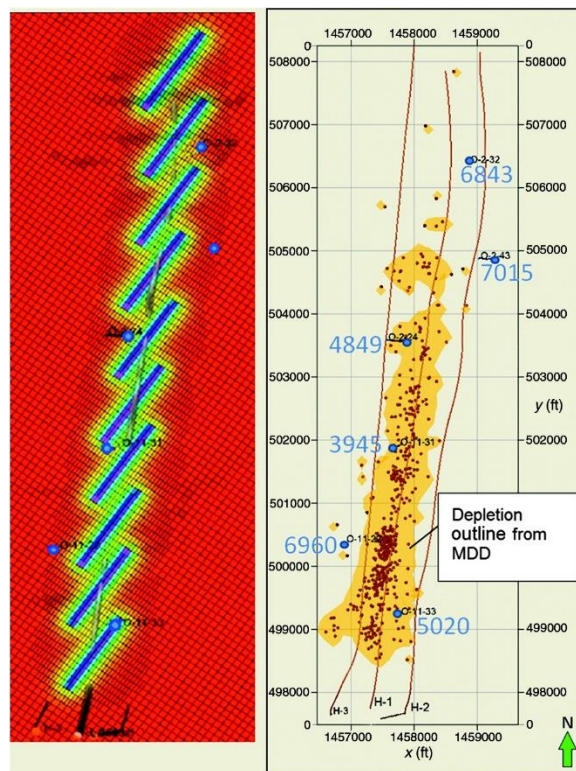 O-2-32
O-11-31
1457000 1458000 1459000
0 0
508000 508000
507000 507000
O-2-32
6843
506000 506000
505000 O-2-43 505000
7015
504000 504000
4849 O-2-24
503000 503000
y (ft)
3945 O-11-31
502000 502000
501000 501000
Depletion
outline from
MDD
6960
500000 500000
O-11-33
5020
499000 499000
498000 498000
H-3 H-1 H-2
0 0
1457000 1458000 1459000
x (ft)
N